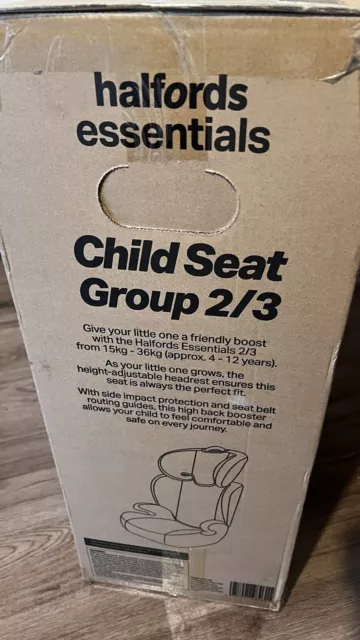 halfords
essentials
Child Seat
Group 2/3
Give your little one a friendly boost
with the Halfords Essentials 2/3
from 15kg - 36kg (approx. 4 - 12 years).
As your little one grows, the
height-adjustable headrest ensures this
seat is always the perfect fit.
With side impact protection and seat belt
routing guides, this high back booster
allows your child to feel comfortable and
safe on every journey.